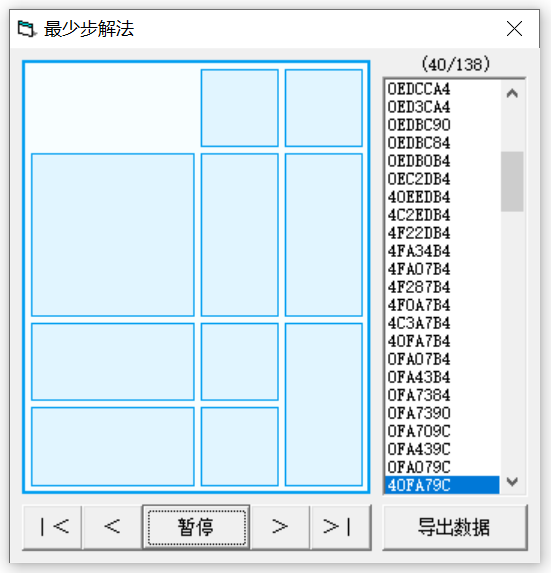 最少步解法
(40/138)
0EDCCA4
0ED3CA4
0EDBC90
0EDBC84
0EDB0B4
0EC2DB4
40EEDB4
4C2EDB4
4F22DB4
4FA34B4
4FA07B4
4F287B4
4F0A7B4
4C3A7B4
40FA7B4
0FA07B4
0FA43B4
0FA7384
0FA7390
0FA709C
0FA439C
0FA079C
40FA79C
|< < 暂停 > >| 导出数据